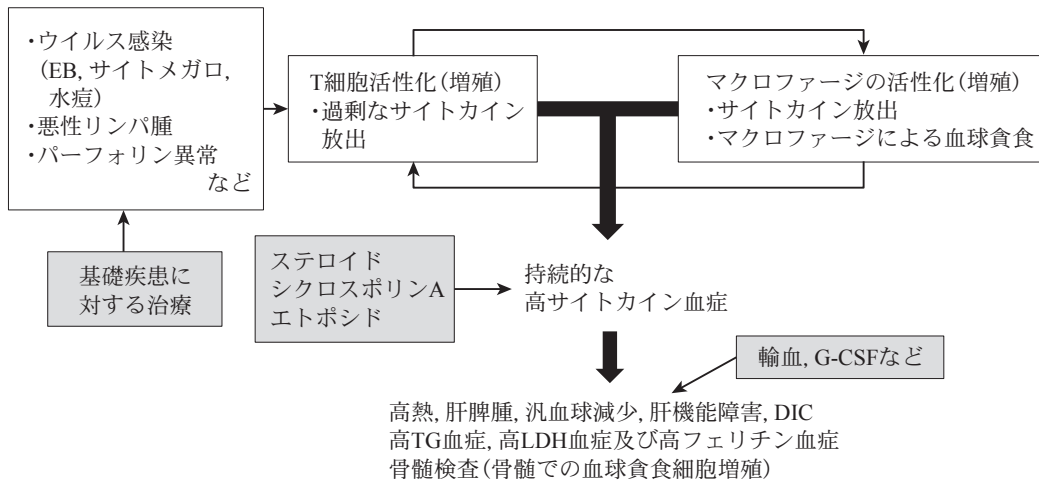 ・ウイルス感染
(EB, サイトメガロ,
水痘)
・悪性リンパ腫
・パーフォリン異常
など
T細胞活性化(増殖)
・過剰なサイトカイン
放出
マクロファージの活性化(増殖)
・サイトカイン放出
・マクロファージによる血球貪食
基礎疾患に
対する治療
ステロイド
シクロスポリンA
エトポシド
持続的な
高サイトカイン血症
輸血, G-CSFなど
高熱, 肝脾腫, 汎血球減少, 肝機能障害, DIC
高TG血症, 高LDH血症及び高フェリチン血症
骨髄検査(骨髄での血球貪食細胞増殖)